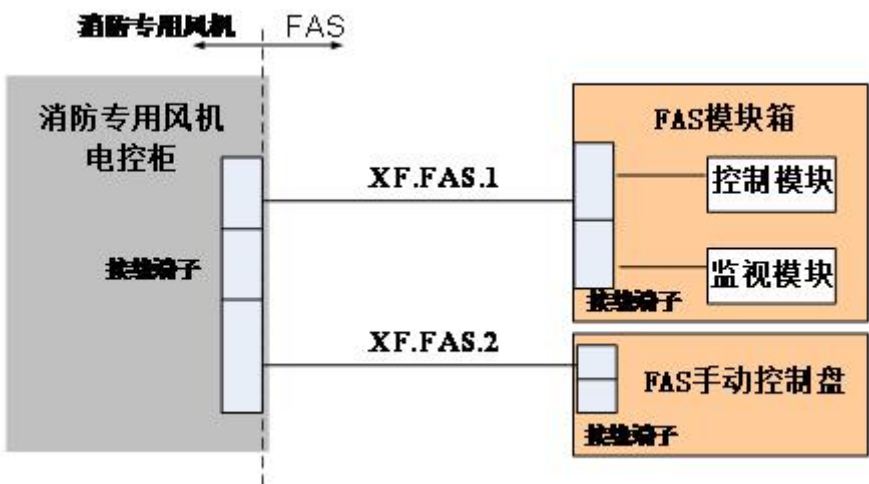 消防专用风机 FAS
消防专用风机
电控柜
接线端子
XF.FAS.1
XF.FAS.2
FAS模块箱
控制模块
监视模块
接线端子
FAS手动控制盘
接线端子